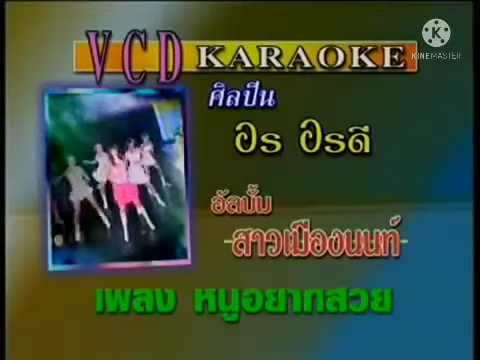 KINEMASTER
VCD KARAOKE
ศิลปิน
อร อรดี
อัลบั้ม
สาวเมืองนนท์
เพลง หนูอยากสวย